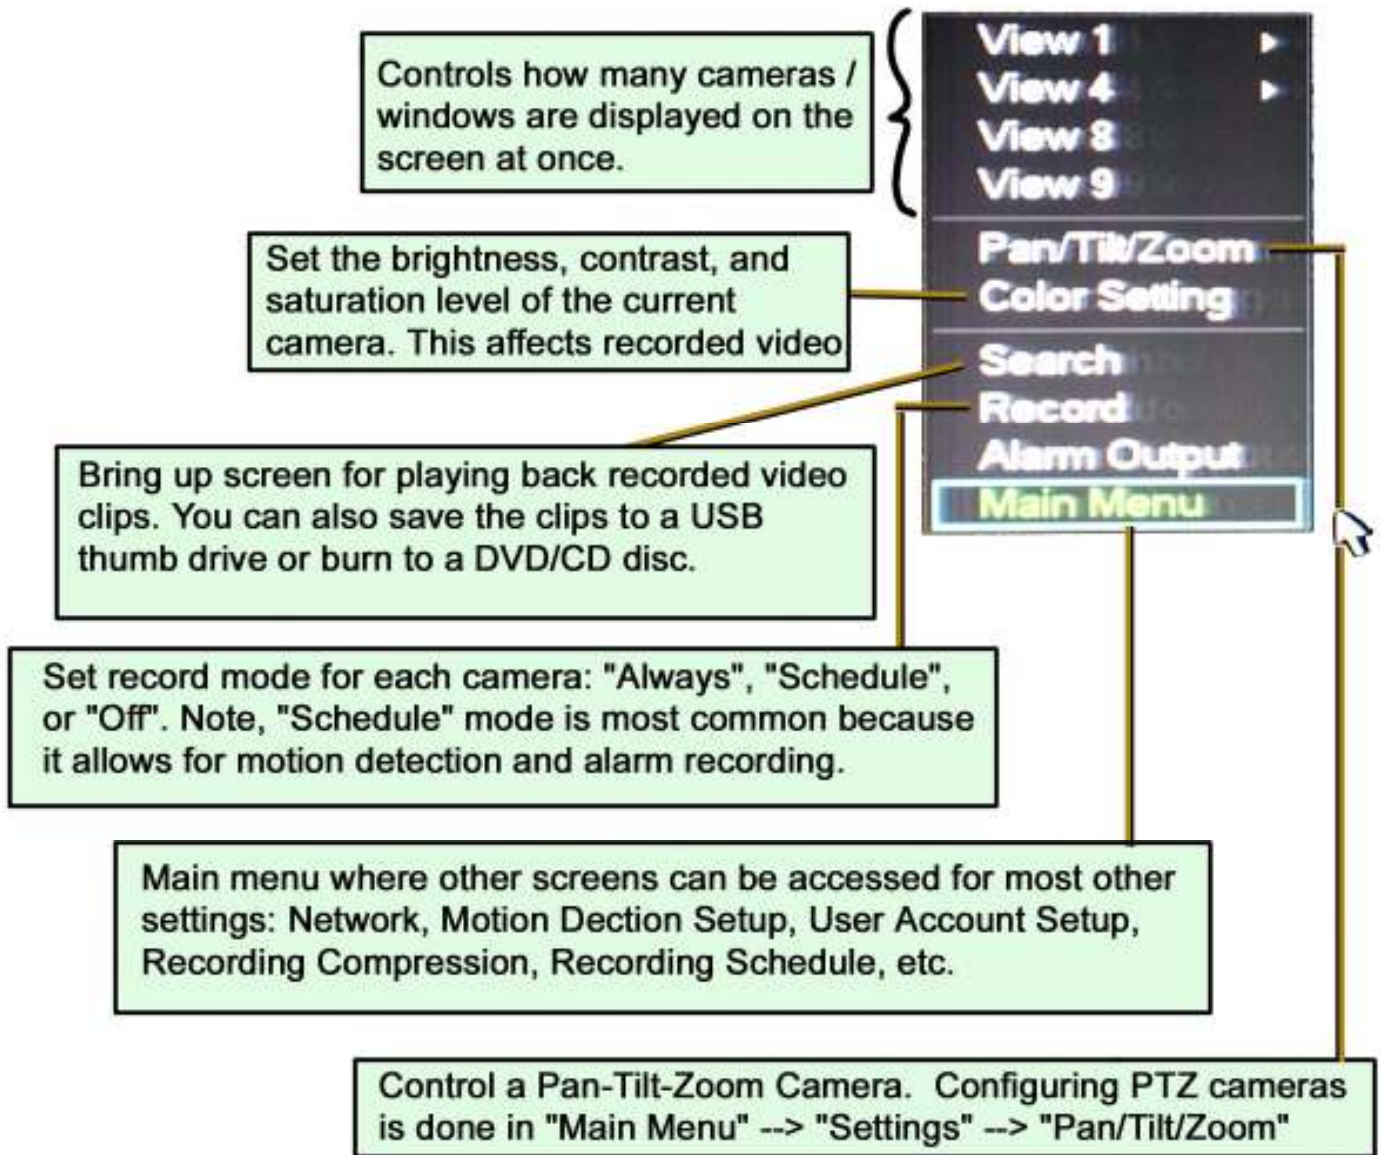 Controls how many cameras /
windows are displayed on the
screen at once.
View 1
View 4
View 8
View 9
Set the brightness, contrast, and
saturation level of the current
camera. This affects recorded video
Pan/Tilt/Zoom
Color Setting
Search
Record
Alarm Output
Main Menu
Bring up screen for playing back recorded video
clips. You can also save the clips to a USB
thumb drive or burn to a DVD/CD disc.
Set record mode for each camera: "Always", "Schedule",
or "Off". Note, "Schedule" mode is most common because
it allows for motion detection and alarm recording.
Main menu where other screens can be accessed for most other
settings: Network, Motion Dection Setup, User Account Setup,
Recording Compression, Recording Schedule, etc.
Control a Pan-Tilt-Zoom Camera.  Configuring PTZ cameras
is done in "Main Menu" --> "Settings" --> "Pan/Tilt/Zoom"